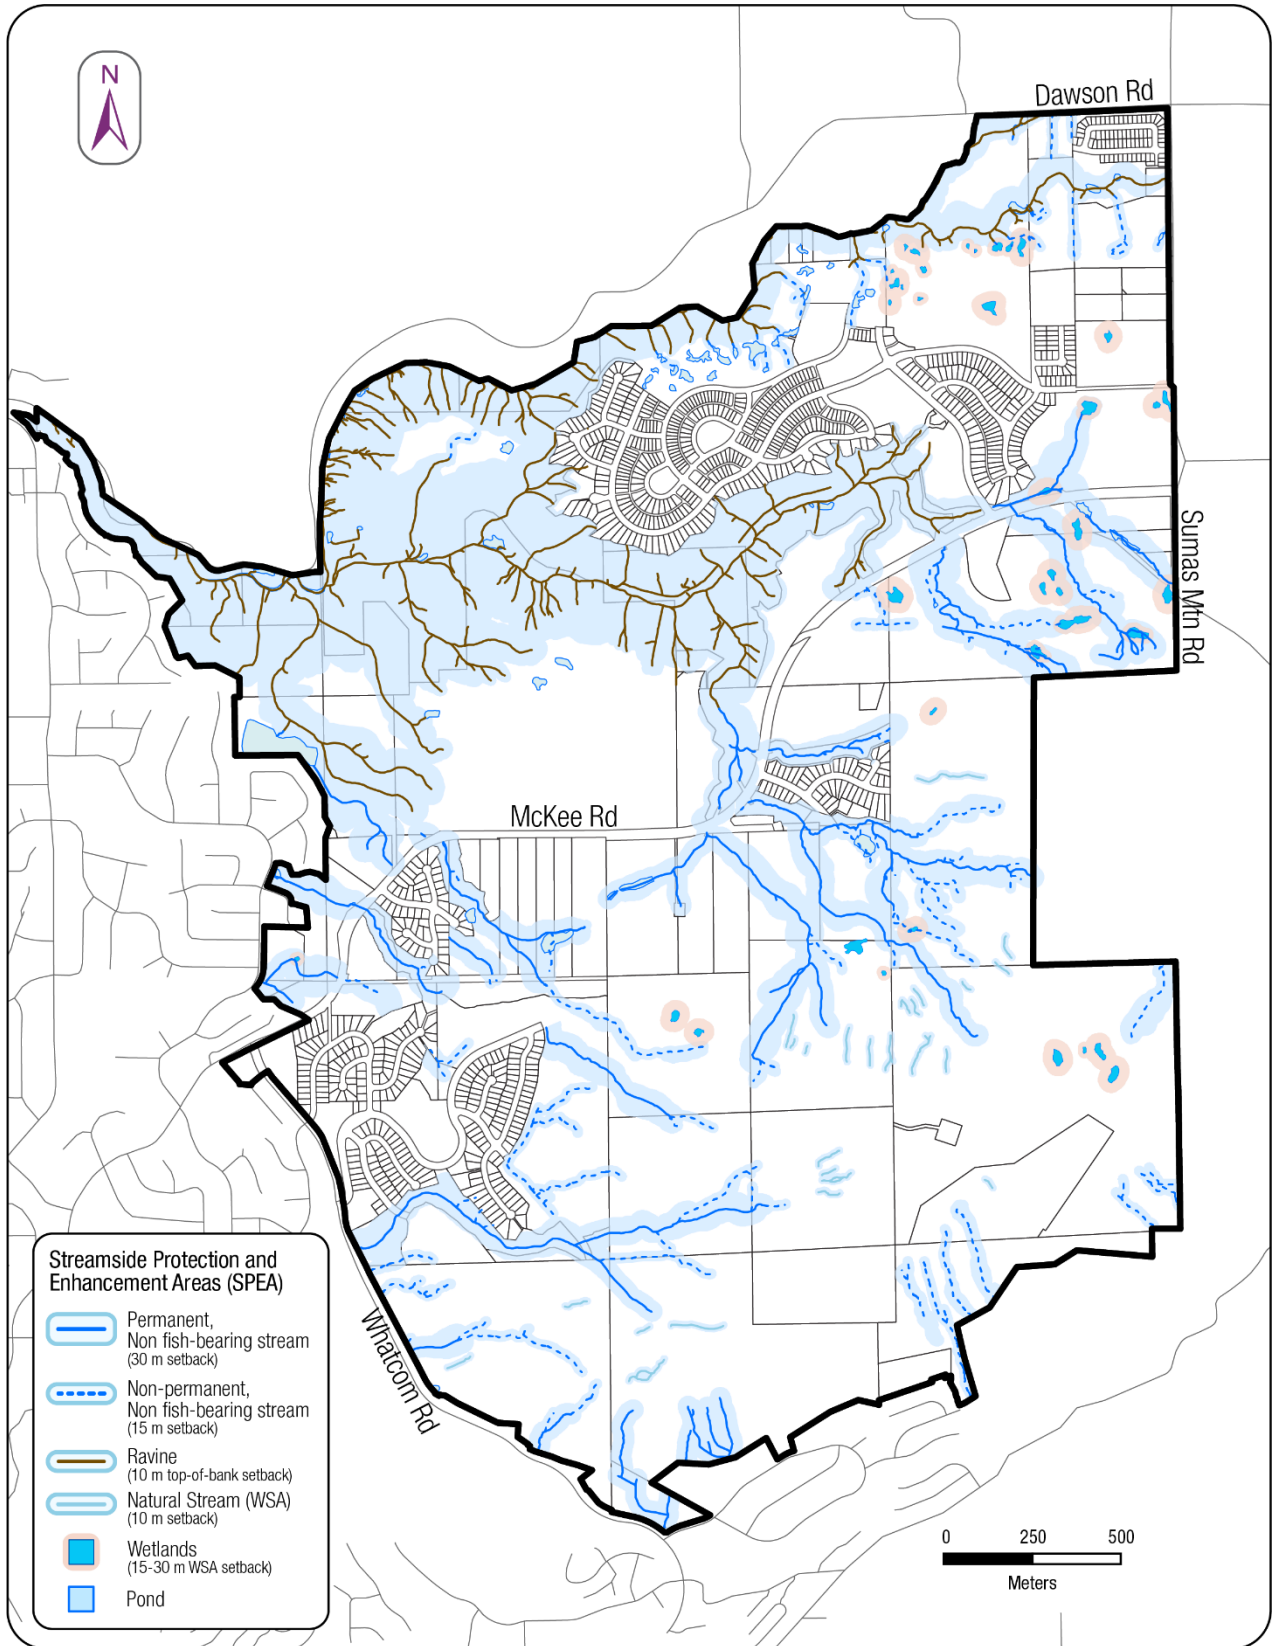 N
Dawson Rd
Sumas Mtn Rd
McKee Rd
Whatcom Rd
Streamside Protection and
Enhancement Areas (SPEA)
Permanent,
Non fish-bearing stream
(30 m setback)
Non-permanent,
Non fish-bearing stream
(15 m setback)
Ravine
(10 m top-of-bank setback)
Natural Stream (WSA)
(10 m setback)
Wetlands
(15-30 m WSA setback)
Pond
0 250 500
Meters